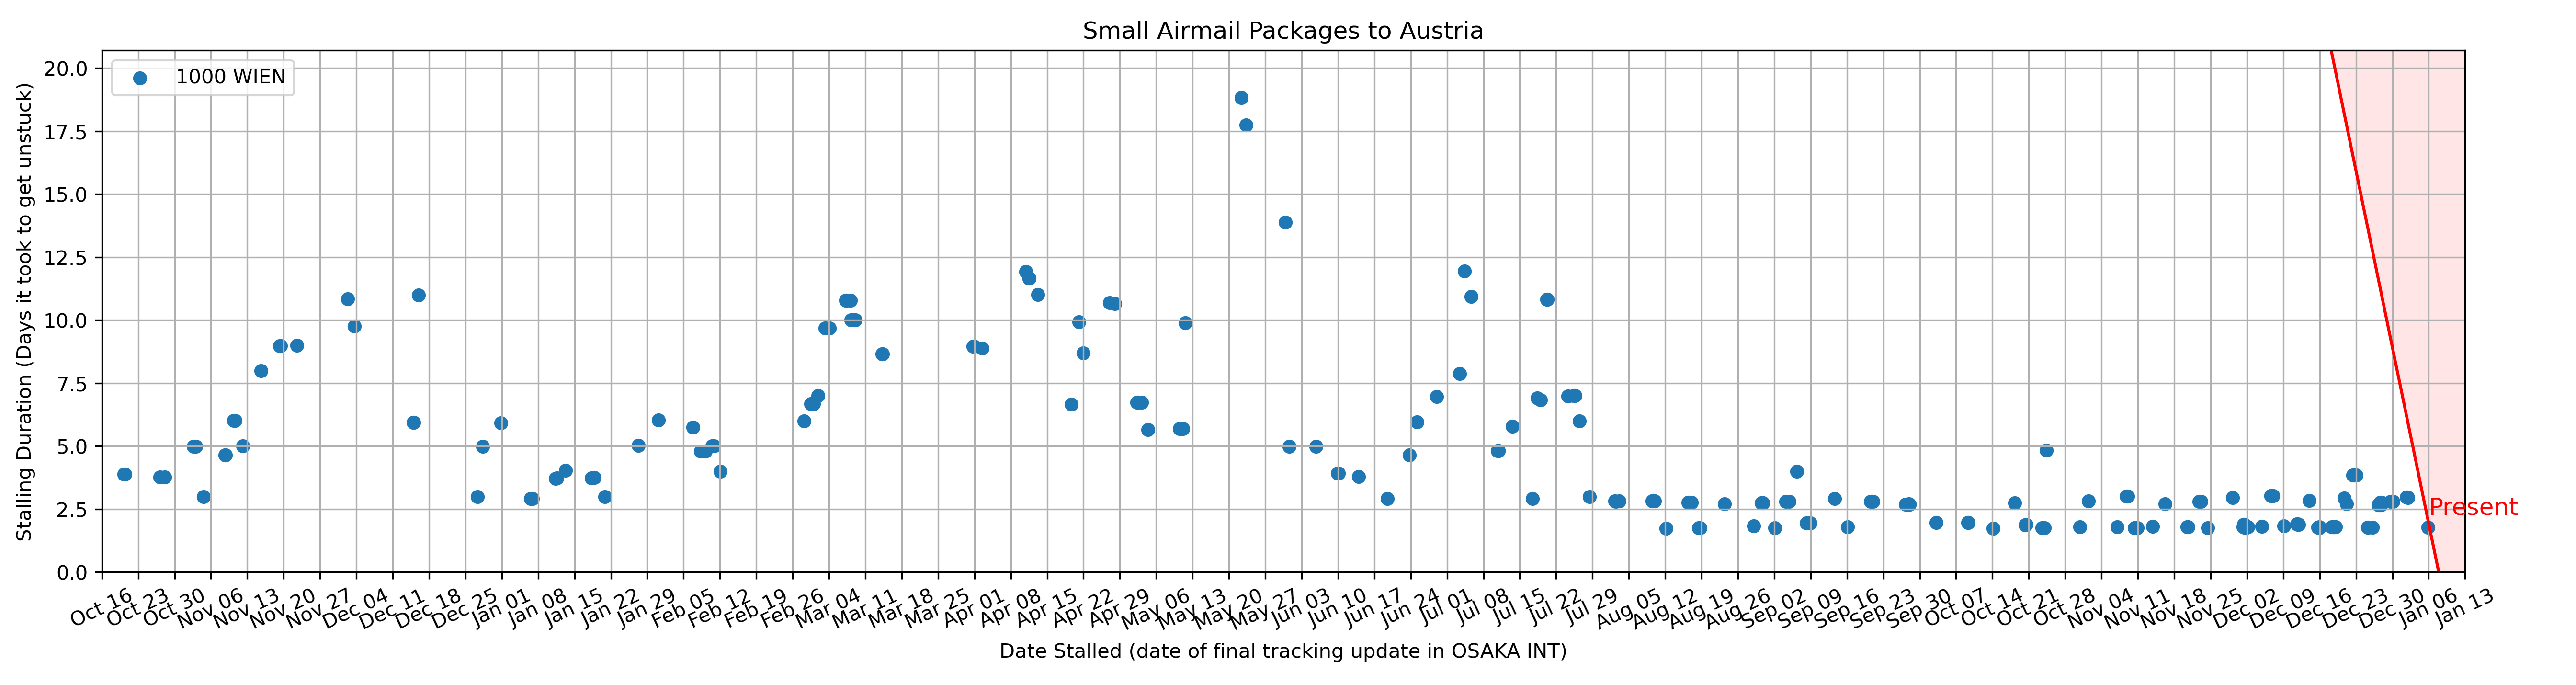 Small Airmail Packages to Austria
1000 WIEN
Stalling Duration (Days it took to get unstuck)
20.0
17.5
15.0
12.5
10.0
7.5
5.0
2.5
0.0
Present
Oct 16 Oct 23 Oct 30 Nov 06 Nov 13 Nov 20 Nov 27 Dec 04 Dec 11 Dec 18 Dec 25 Jan 01 Jan 08 Jan 15 Jan 22 Jan 29 Feb 05 Feb 12 Feb 19 Feb 26 Mar 04 Mar 11 Mar 18 Mar 25 Apr 01 Apr 08 Apr 15 Apr 22 Apr 29 May 06 May 13 May 20 May 27 Jun 03 Jun 10 Jun 17 Jun 24 Jul 01 Jul 08 Jul 15 Jul 22 Jul 29 Aug 05 Aug 12 Aug 19 Aug 26 Sep 02 Sep 09 Sep 16 Sep 23 Sep 30 Oct 07 Oct 14 Oct 21 Oct 28 Nov 04 Nov 11 Nov 18 Nov 25 Dec 02 Dec 09 Dec 16 Dec 23 Dec 30 Jan 06 Jan 13
Date Stalled (date of final tracking update in OSAKA INT)